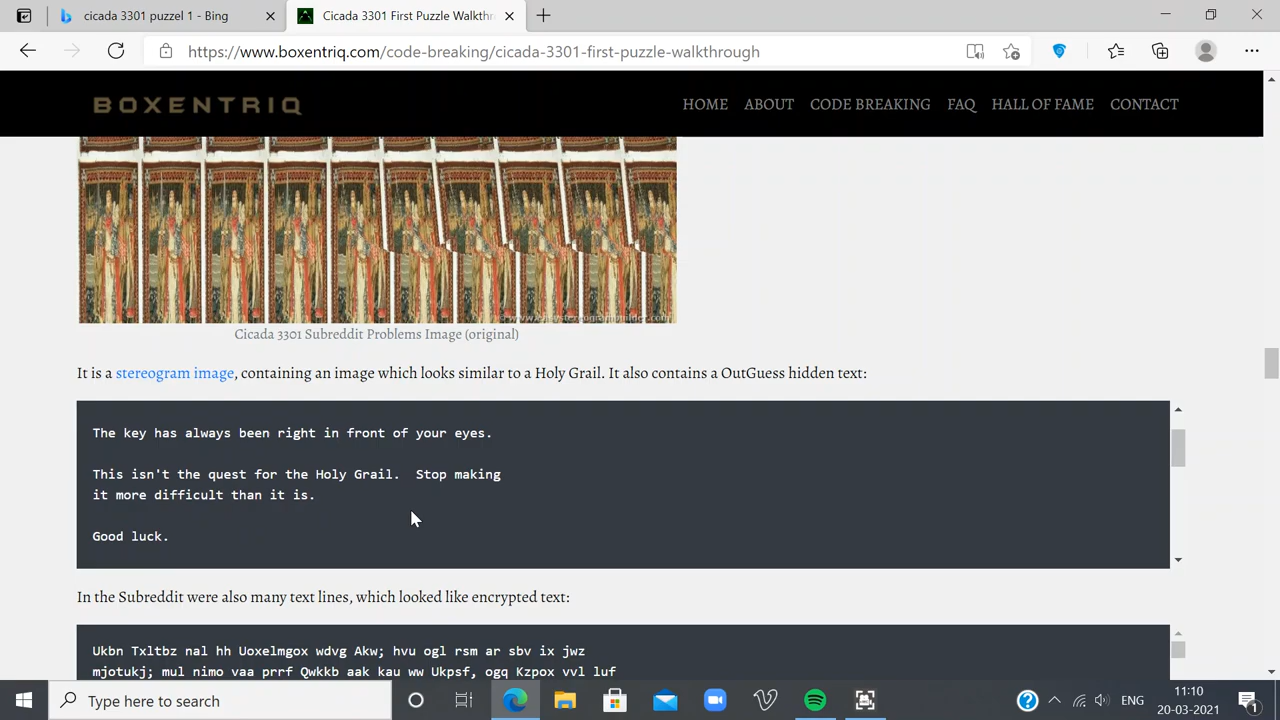 cicada 3301 puzzel 1 - Bing
Cicada 3301 First Puzzle Walkthr
https://www.boxentriq.com/code-breaking/cicada-3301-first-puzzle-walkthrough
BOXENTRIQ
HOME ABOUT CODE BREAKING FAQ HALL OF FAME CONTACT
© www.easystereogrambuilder.com
Cicada 3301 Subreddit Problems Image (original)
It is a stereogram image, containing an image which looks similar to a Holy Grail. It also contains a OutGuess hidden text:
The key has always been right in front of your eyes.
This isn't the quest for the Holy Grail.  Stop making
it more difficult than it is.
Good luck.
In the Subreddit were also many text lines, which looked like encrypted text:
Ukbn Txltbz nal hh Uoxelmgox wdvg Akw; hvu ogl rsm ar sbv ix jwz
mjotukj; mul nimo vaa prrf Qwkkb aak kau ww Ukpsf, ogq Kzpox vvl luf
Type here to search
ENG
11:10
20-03-2021
1